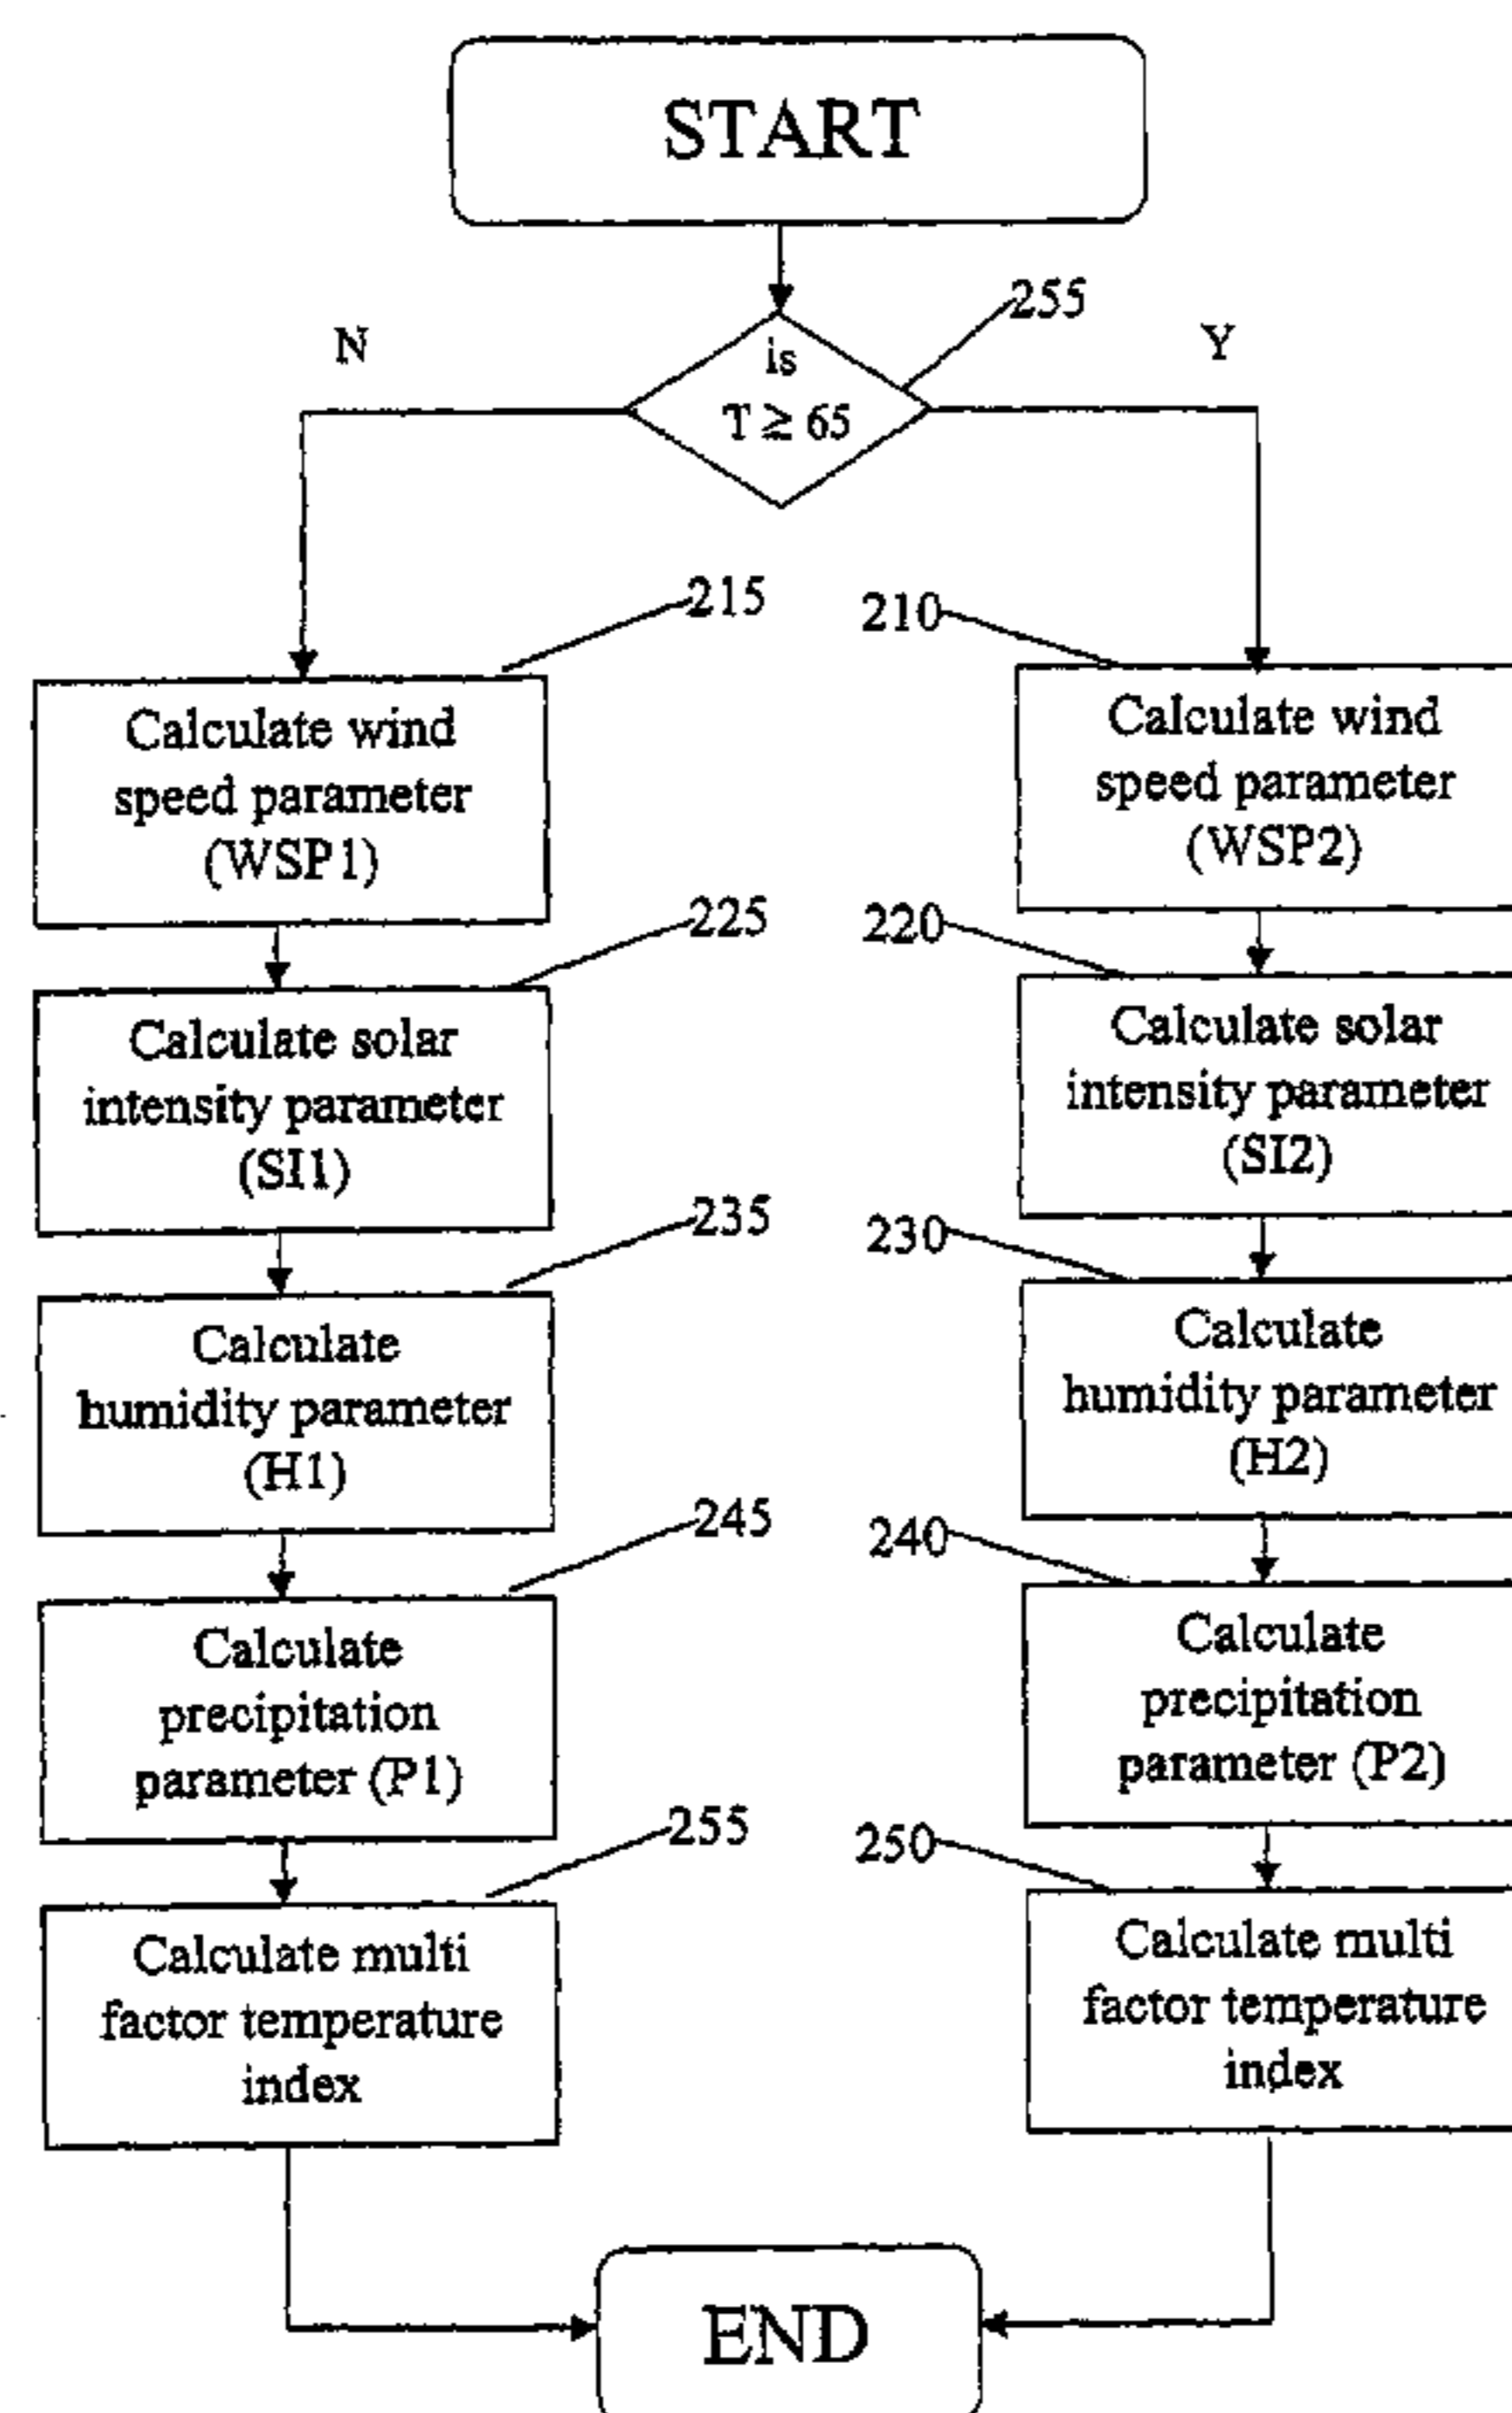 START
255
N
Y
is
T ≧ 65
215
210
Calculate wind
speed parameter
(WSP1)
Calculate wind
speed parameter
(WSP2)
225
220
Calculate solar
intensity parameter
(SI1)
Calculate solar
intensity parameter
(SI2)
235
230
Calculate
humidity parameter
(H1)
Calculate
humidity parameter
(H2)
245
240
Calculate
precipitation
parameter (P1)
Calculate
precipitation
parameter (P2)
255
250
Calculate multi
factor temperature
index
Calculate multi
factor temperature
index
END